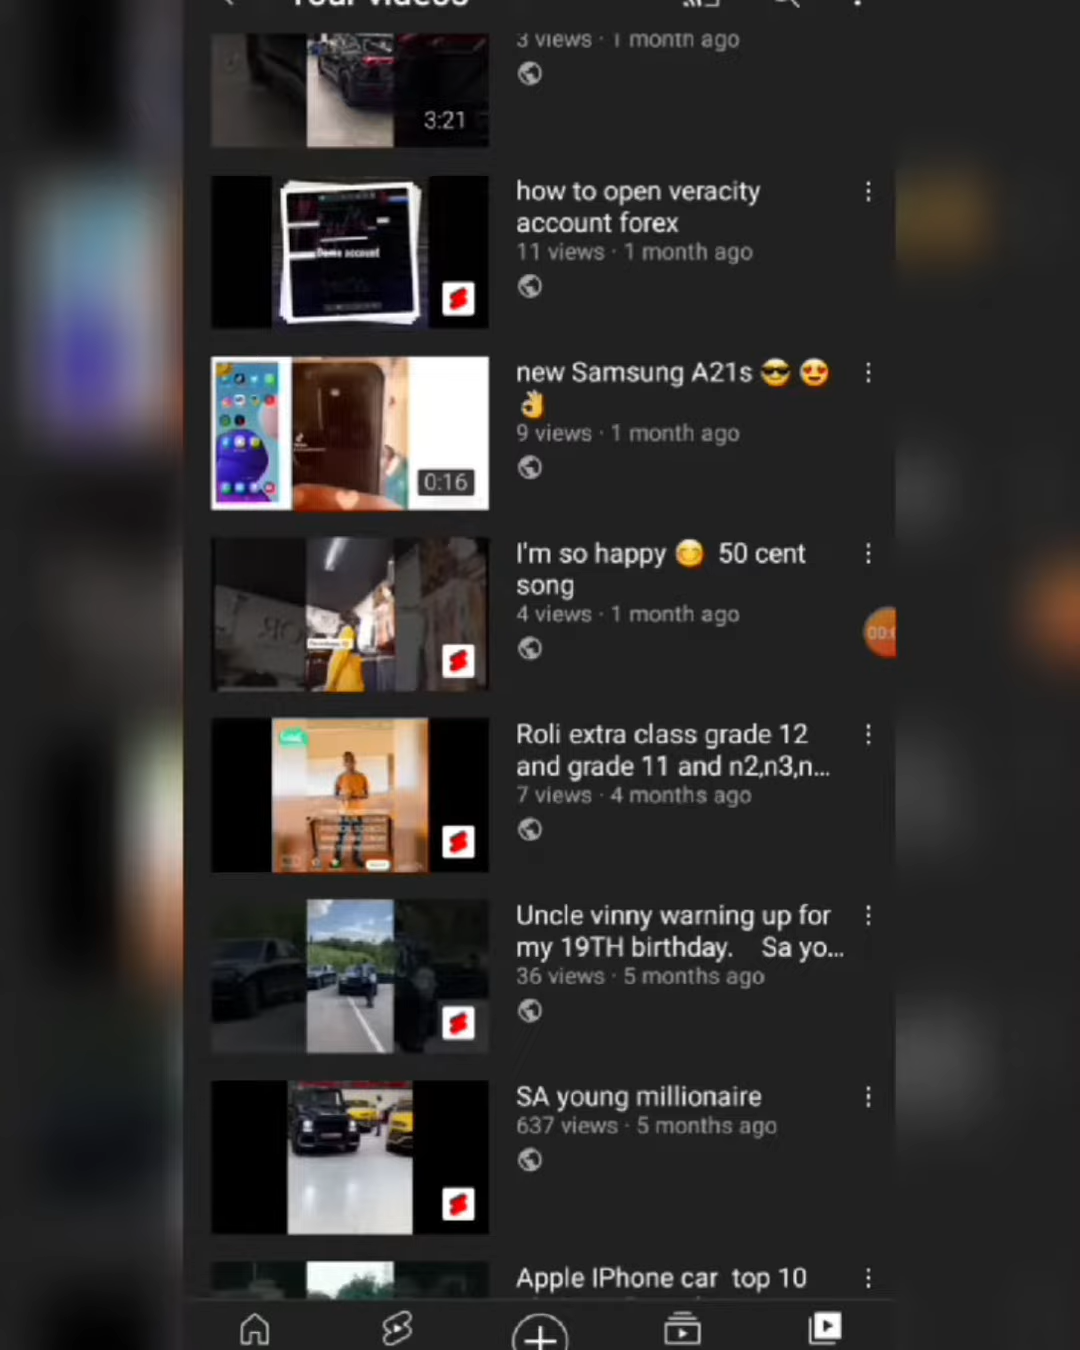 Your videos
3 views · 1 month ago
3:21
how to open veracity
account forex
11 views · 1 month ago
Demo account
new Samsung A21s 😎 😍
👌
9 views · 1 month ago
0:16
I'm so happy 😊 50 cent
song
4 views · 1 month ago
Roli extra class grade 12
and grade 11 and n2,n3,n...
7 views · 4 months ago
Uncle vinny warning up for
my 19TH birthday. Sa yo...
36 views · 5 months ago
SA young millionaire
637 views · 5 months ago
Apple IPhone car top 10